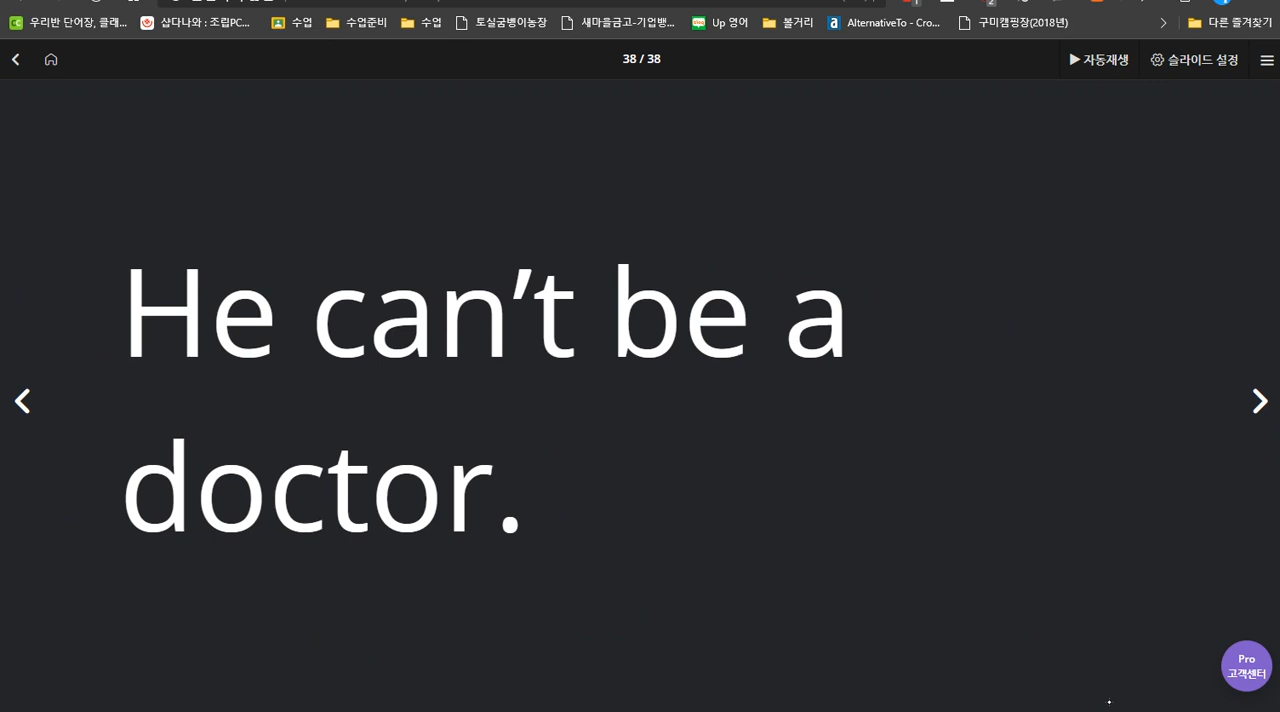 우리반 단어장, 클래... 샵다나와 : 조립PC... 수업 수업준비 수업 토실굼벵이농장 새마을금고-기업뱅... Up 영어 볼거리 AlternativeTo - Cro... 구미캠핑장(2018년) 다른 즐겨찾기
38 / 38 자동재생 슬라이드 설정
He can’t be a
doctor.
Pro
고객센터